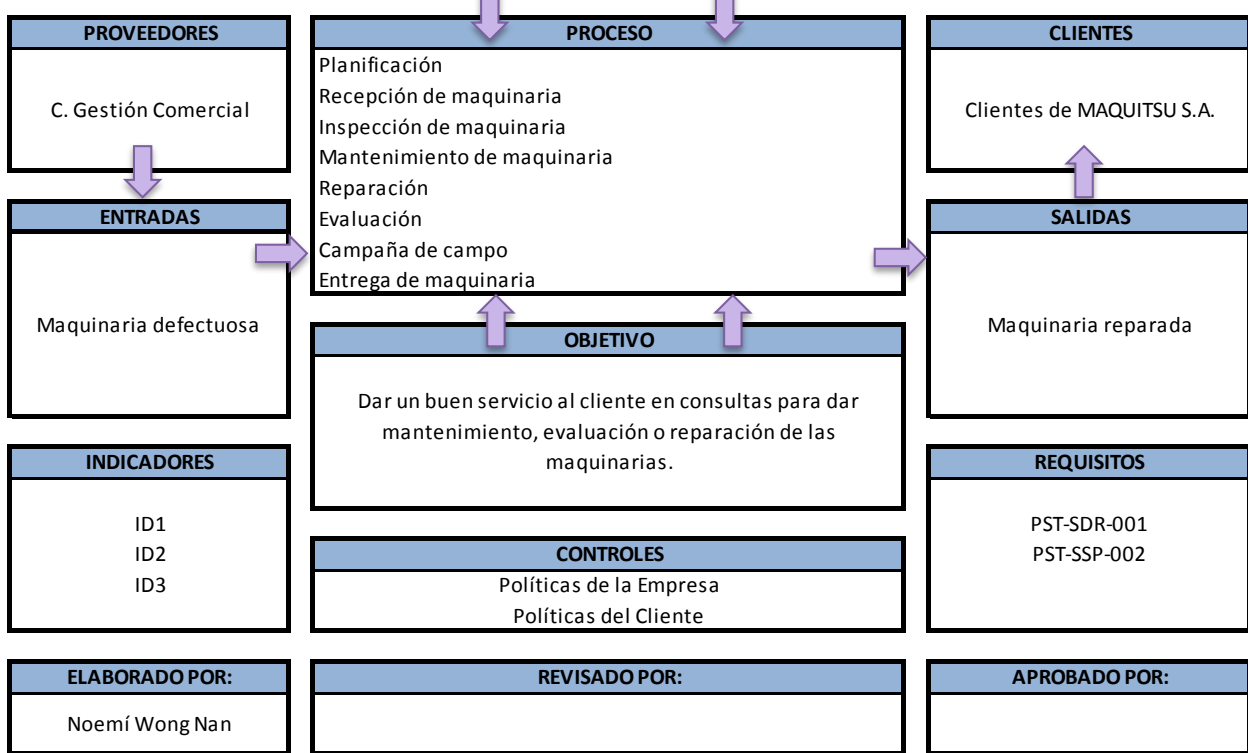 PROVEEDORES
C. Gestión Comercial
ENTRADAS
Maquinaria defectuosa
INDICADORES
ID1
ID2
ID3
PROCESO
Planificación
Recepción de maquinaria
Inspección de maquinaria
Mantenimiento de maquinaria
Reparación
Evaluación
Campaña de campo
Entrega de maquinaria
OBJETIVO
Dar un buen servicio al cliente en consultas para dar
mantenimiento, evaluación o reparación de las
maquinarias.
CONTROLES
Políticas de la Empresa
Políticas del Cliente
CLIENTES
Clientes de MAQUITSU S.A.
SALIDAS
Maquinaria reparada
REQUISITOS
PST-SDR-001
PST-SSP-002
ELABORADO POR:
Noemí Wong Nan
REVISADO POR:
APROBADO POR: